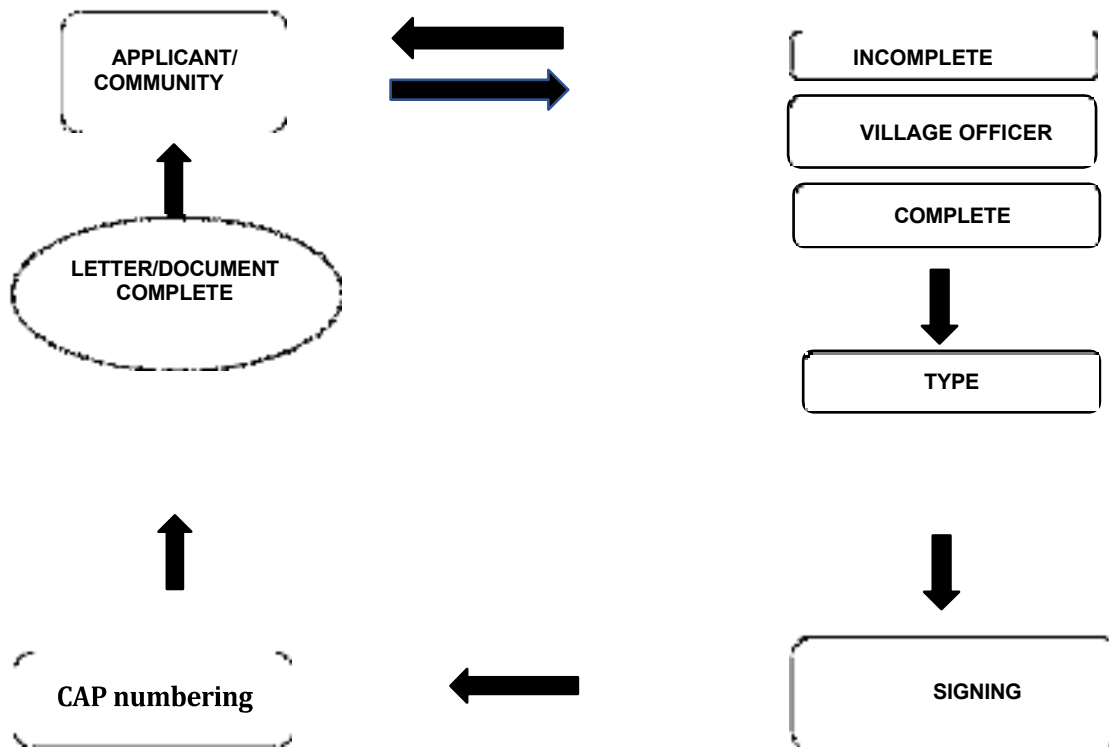 APPLICANT/
COMMUNITY
INCOMPLETE
VILLAGE OFFICER
COMPLETE
LETTER/DOCUMENT
COMPLETE
TYPE
CAP numbering
SIGNING